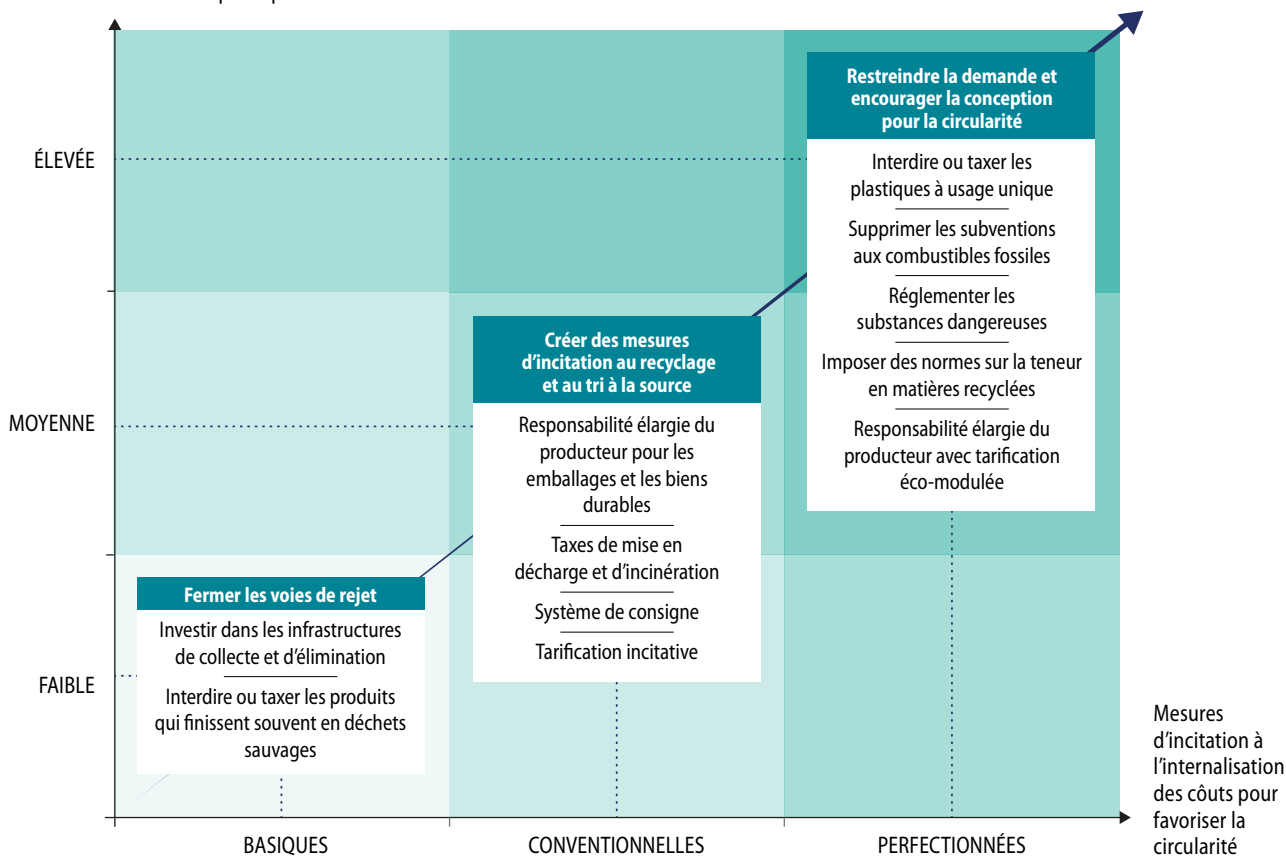 ÉLEVÉE
MOYENNE
FAIBLE
Restreindre la demande et
encourager la conception
pour la circularité
Interdire ou taxer les
plastiques à usage unique
Supprimer les subventions
aux combustibles fossiles
Réglementer les
substances dangereuses
Imposer des normes sur la teneur
en matières recyclées
Responsabilité élargie du
producteur avec tarification
éco-modulée
Créer des mesures
d'incitation au recyclage
et au tri à la source
Responsabilité élargie du
producteur pour les
emballages et les biens
durables
Taxes de mise en
décharge et d'incinération
Système de consigne
Tarification incitative
Fermer les voies de rejet
Investir dans les infrastructures
de collecte et d'élimination
Interdire ou taxer les produits
qui finissent souvent en déchets
sauvages
BASIQUES
CONVENTIONNELLES
PERFECTIONNÉES
Mesures
d'incitation à
l'internalisation
des côuts pour
favoriser la
circularité